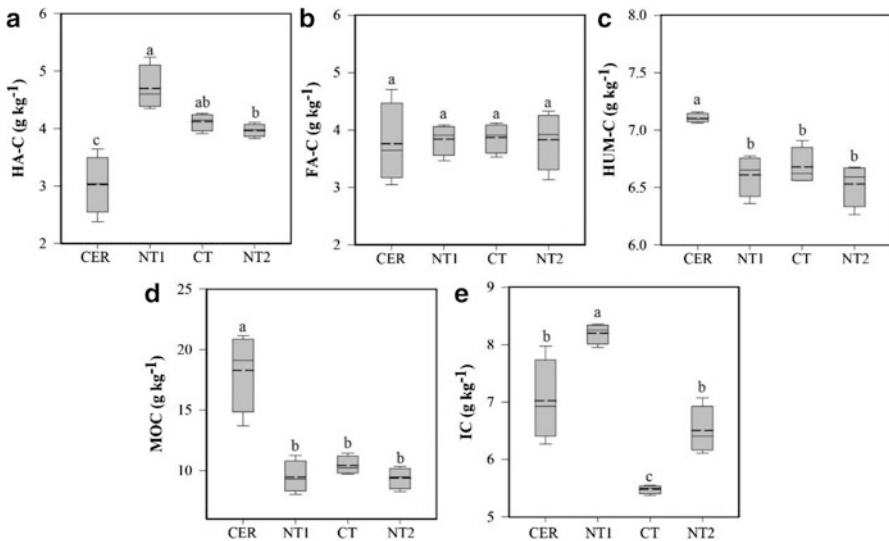 a
HA-C (g kg-1)
6
5
4
3
2
c
a
ab
b
CER NT1 CT NT2
b
FA-C (g kg-1)
6
5
4
3
2
a
a
a
a
CER NT1 CT NT2
c
HUM-C (g kg-1)
8.0
7.5
7.0
6.5
6.0
a
b
b
b
CER NT1 CT NT2
d
MOC (g kg-1)
25
20
15
10
a
b
b
b
CER NT1 CT NT2
e
IC (g kg-1)
9
8
7
6
5
b
a
c
b
CER NT1 CT NT2